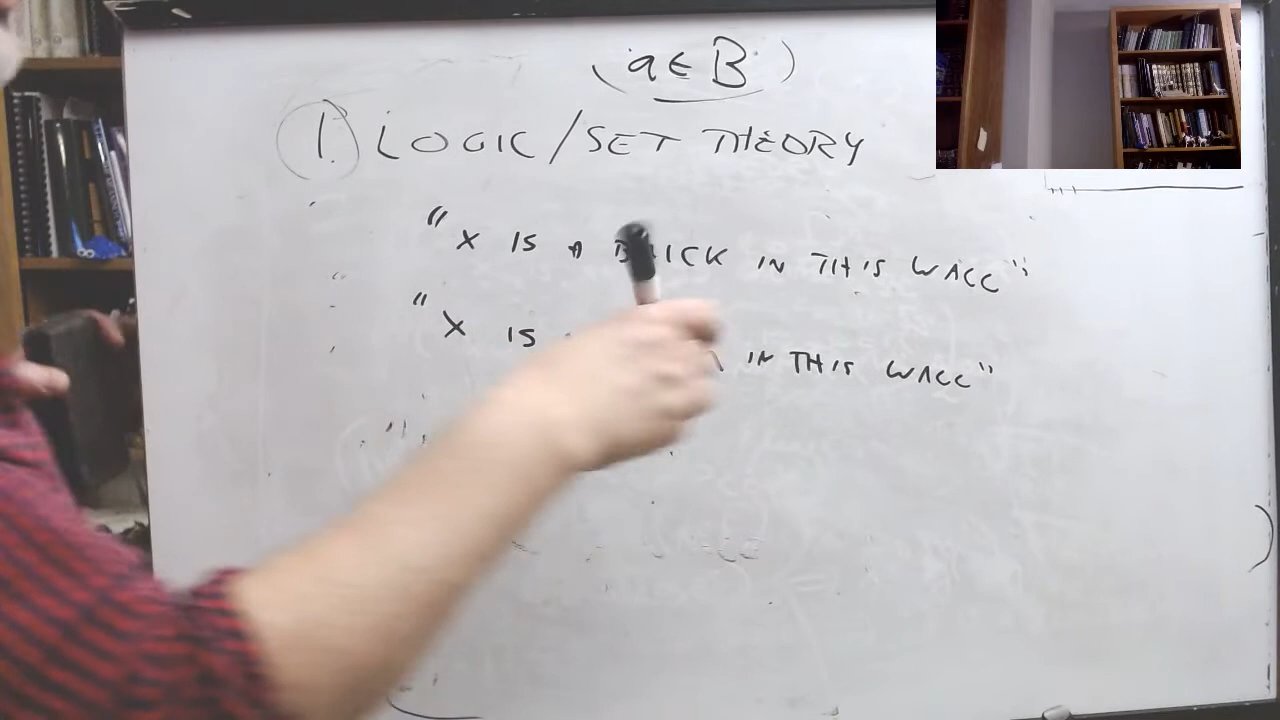 (a ∈ B)
1. LOGIC/SET THEORY
"X IS A BRICK IN THIS WALL"
"X IS IN THIS WALL"